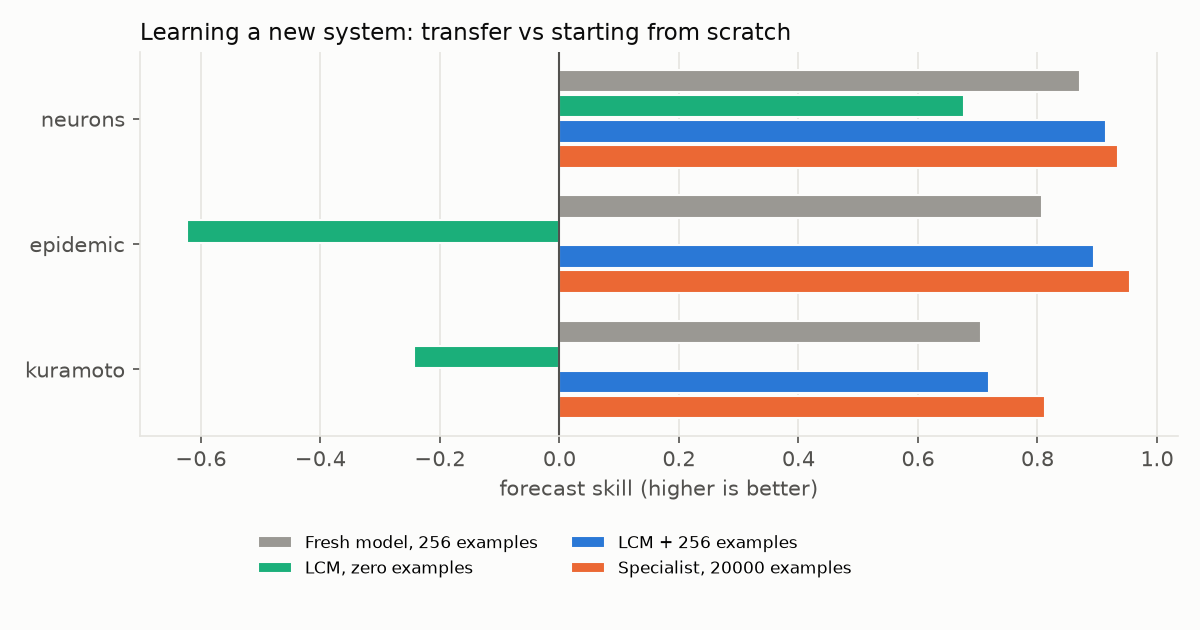 Learning a new system: transfer vs starting from scratch
neurons
epidemic
kuramoto
−0.6 −0.4 −0.2 0.0 0.2 0.4 0.6 0.8 1.0
forecast skill (higher is better)
Fresh model, 256 examples LCM + 256 examples
LCM, zero examples Specialist, 20000 examples